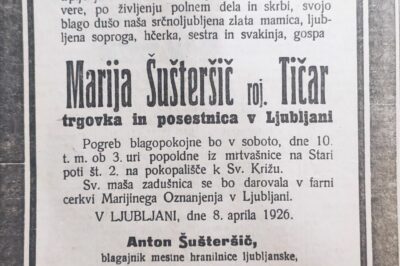 vere, po življenju polnem dela in skrbi, svojo
blago dušo naša srčnoljubljena zlata mamica, ljub-
ljena soproga, hčerka, sestra in svakinja, gospa
Marija Šušteršič roj. Tičar
trgovka in posestnica v Ljubljani
Pogreb blagopokojne bo v soboto, dne 10.
t. m. ob 3. uri popoldne iz mrtvašnice na Stari
poti št. 2. na pokopališče k Sv. Križu.
Sv. maša zadušnica se bo darovala v farni
cerkvi Marijinega Oznanjenja v Ljubljani.
V LJUBLJANI, dne 8. aprila 1926.
Anton Šušteršič,
blagajnik mestne hranilnice ljubljanske,